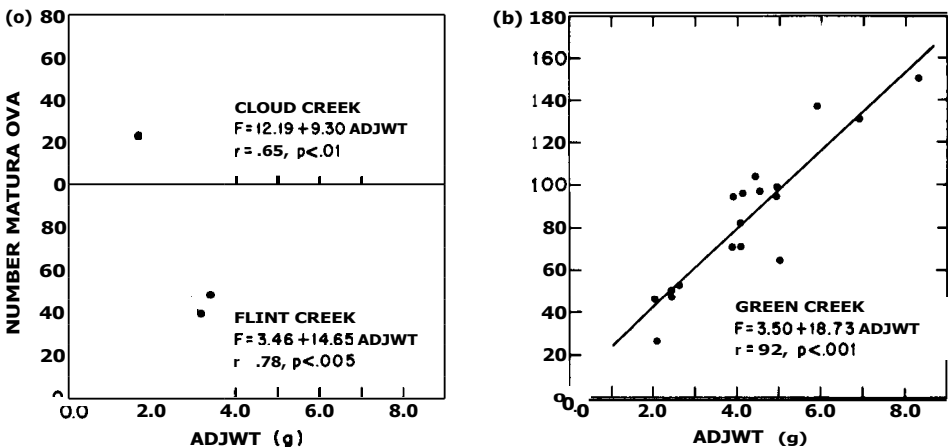 (o)
NUMBER MATURA OVA
80
60
40
20
0
CLOUD CREEK
F=12.19+9.30 ADJWT
r=.65, p<.01
80
60
40
20
0
FLINT CREEK
F=3.46+14.65 ADJWT
r .78, p<.005
0.0 2.0 4.0 6.0 8.0
ADJWT (g)
(b)
180
160
140
120
100
80
60
40
20
0
GREEN CREEK
F=3.50+18.73 ADJWT
r=92, p<.001
0.0 2.0 4.0 6.0 8.0
ADJWT (g)